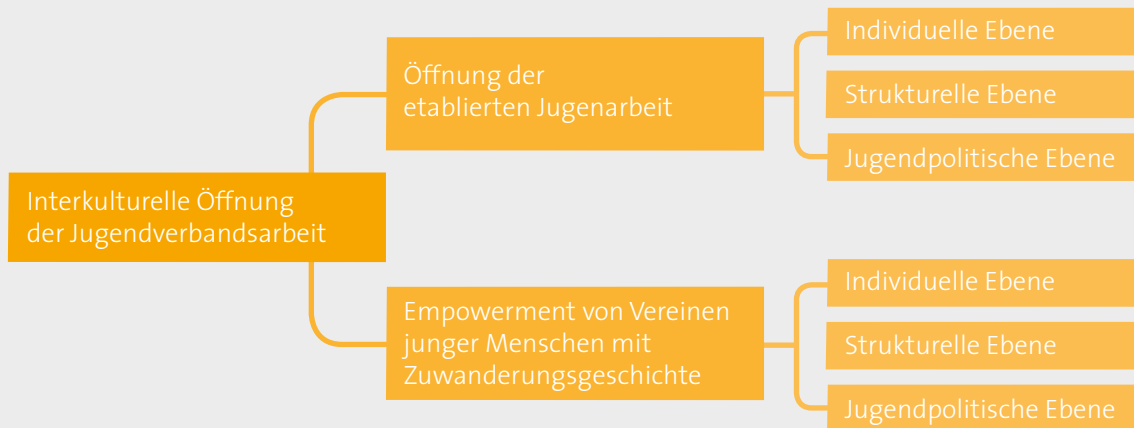 Interkulturelle Öffnung
der Jugendverbandsarbeit
Öffnung der
etablierten Jugenarbeit
Individuelle Ebene
Strukturelle Ebene
Jugendpolitische Ebene
Empowerment von Vereinen
junger Menschen mit
Zuwanderungsgeschichte
Individuelle Ebene
Strukturelle Ebene
Jugendpolitische Ebene